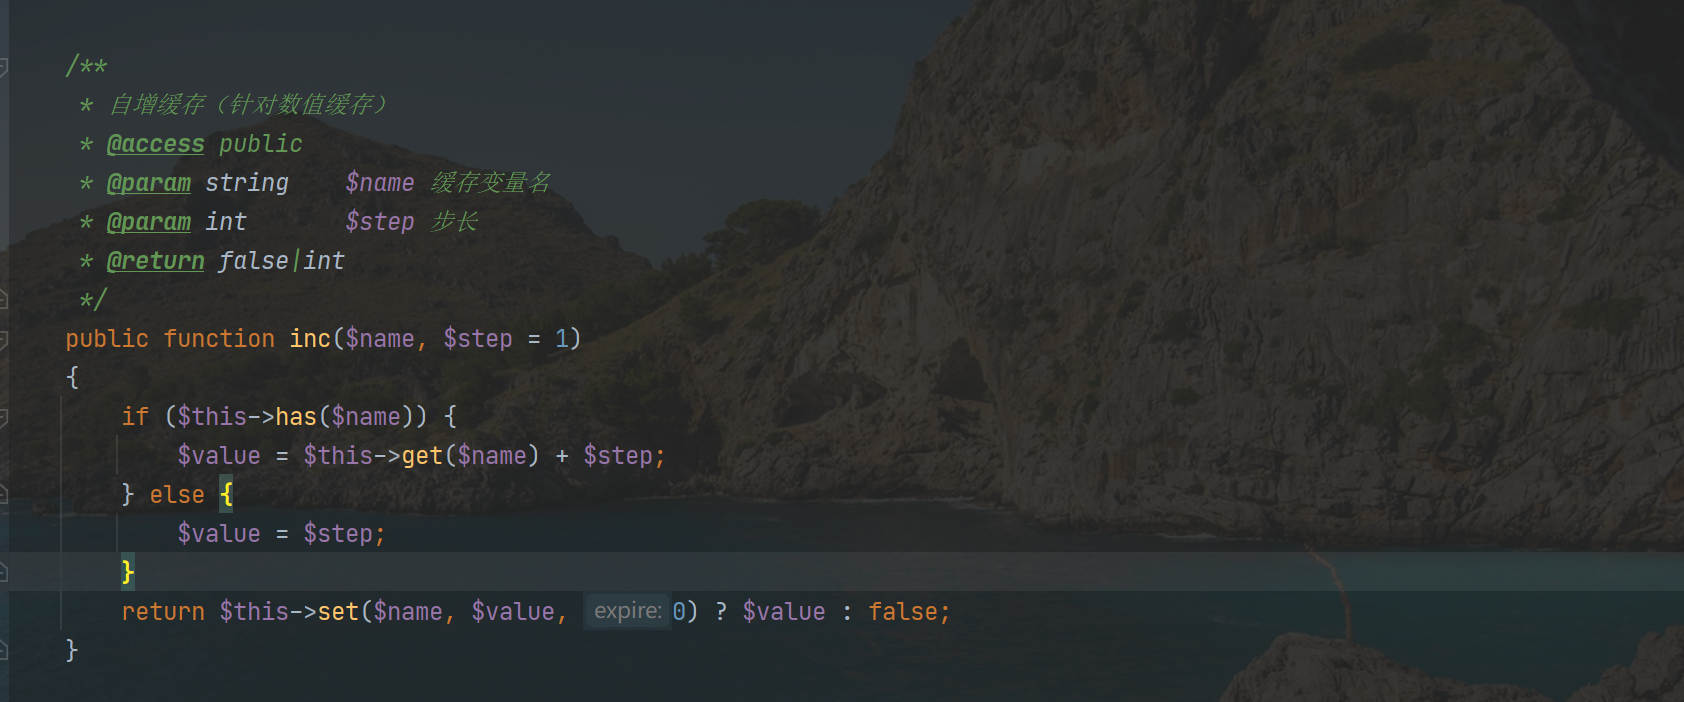 /**
 * 自增缓存（针对数值缓存）
 * @access public
 * @param string    $name 缓存变量名
 * @param int       $step 步长
 * @return false|int
 */
public function inc($name, $step = 1)
{
    if ($this->has($name)) {
        $value = $this->get($name) + $step;
    } else {
        $value = $step;
    }
    return $this->set($name, $value, expire: 0) ? $value : false;
}